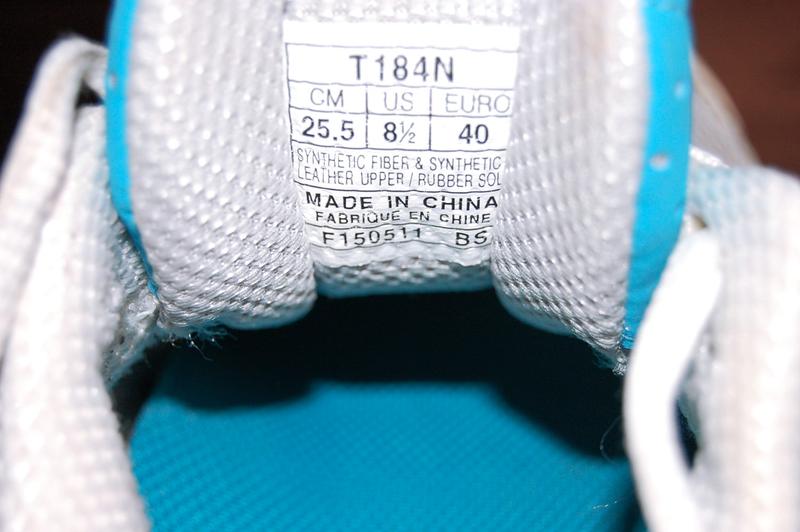 T184N
CM US EURO
25.5 8½ 40
SYNTHETIC FIBER & SYNTHETIC
LEATHER UPPER / RUBBER SOL
MADE IN CHINA
FABRIQUE EN CHINE
F150511 BS